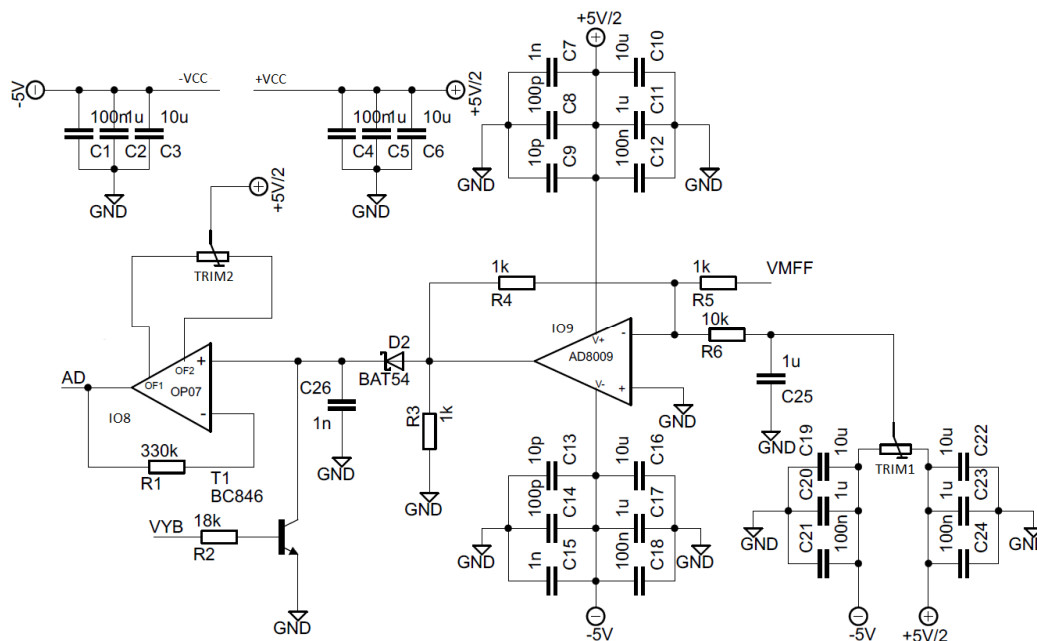 -5V
-VCC
+VCC
+5V/2
100n
1u
10u
C1
C2
C3
GND
100n
1u
10u
C4
C5
C6
GND
+5V/2
1n
C7
10u
C10
100p
C8
1u
C11
10p
C9
100n
C12
GND
GND
+5V/2
TRIM2
1k
R4
1k
R5
VMFF
10k
R6
IO9
V+
-
AD8009
V-
+
GND
1u
C25
GND
D2
BAT54
C26
1n
GND
R3
1k
GND
AD
OF1
OF2
OP07
+
-
IO8
330k
R1
T1
BC846
VYB
18k
R2
GND
10p
C13
10u
C16
100p
C14
1u
C17
1n
C15
100n
C18
GND
GND
-5V
C19
10u
C20
1u
C21
100n
GND
TRIM1
10u
C22
1u
C23
100n
C24
GND
-5V
+5V/2